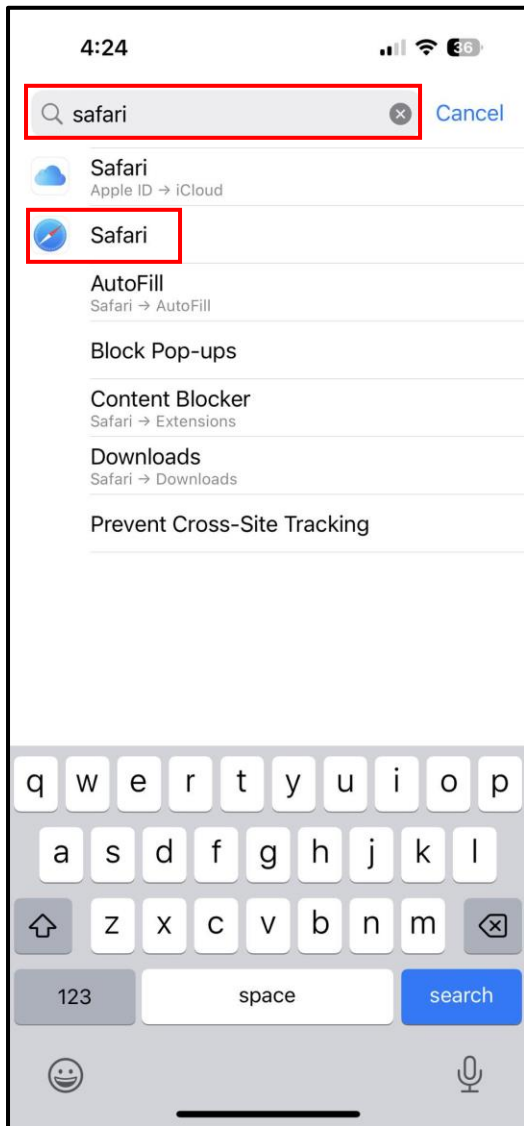 4:24
36
safari
Cancel
Safari
Apple ID → iCloud
Safari
AutoFill
Safari → AutoFill
Block Pop-ups
Content Blocker
Safari → Extensions
Downloads
Safari → Downloads
Prevent Cross-Site Tracking
q w e r t y u i o p
a s d f g h j k l
z x c v b n m
123 space search